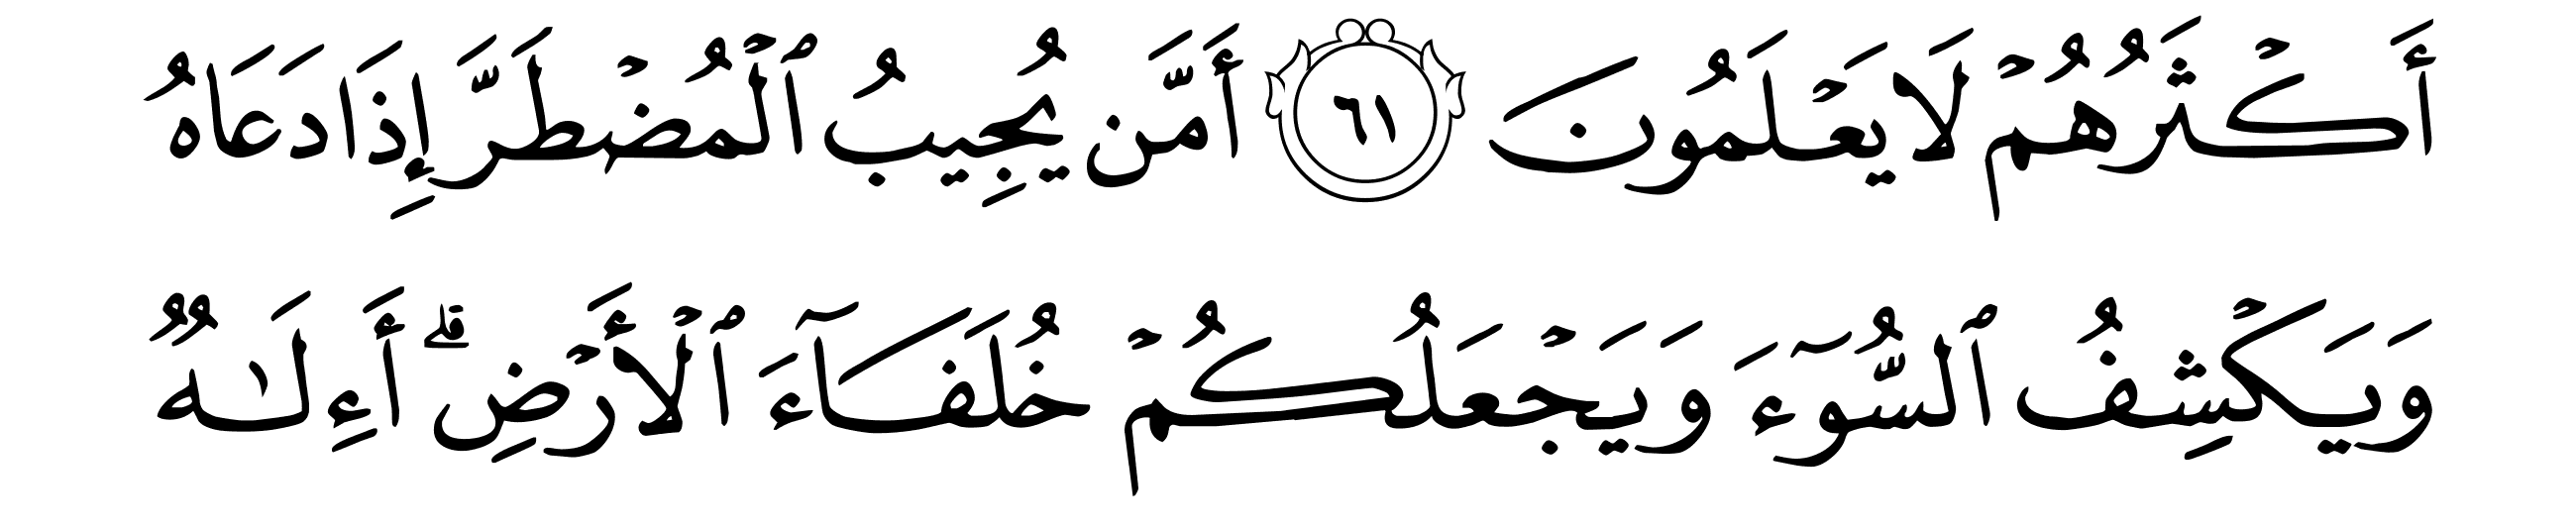 أَكْثَرُهُمْ لَا يَعْلَمُونَ ٦١ أَمَّن يُجِيبُ ٱلْمُضْطَرَّ إِذَا دَعَاهُ
وَيَكْشِفُ ٱلسُّوٓءَ وَيَجْعَلُكُمْ خُلَفَآءَ ٱلْأَرْضِ ۗ أَءِلَـٰهٌ